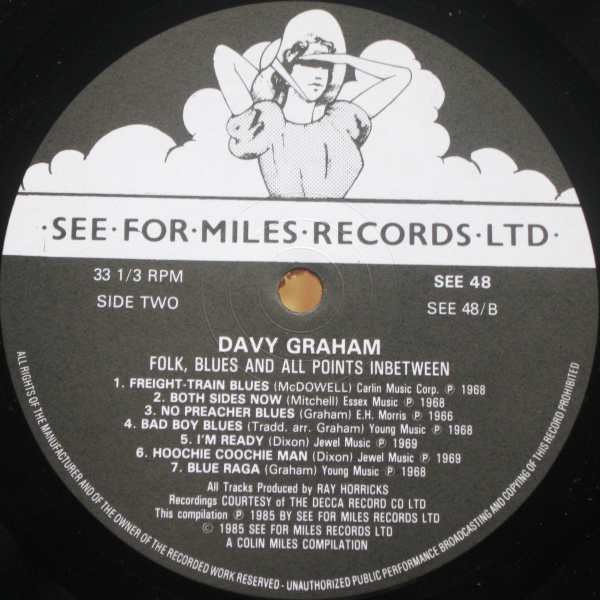 ·SEE·FOR·MILES·RECORDS·LTD·
33 1/3 RPM
SIDE TWO
SEE 48
SEE 48/B
DAVY GRAHAM
FOLK, BLUES AND ALL POINTS INBETWEEN
1. FREIGHT-TRAIN BLUES (McDOWELL) Carlin Music Corp. Ⓟ 1968
2. BOTH SIDES NOW (Mitchell) Essex Music Ⓟ 1968
3. NO PREACHER BLUES (Graham) E.H. Morris Ⓟ 1966
4. BAD BOY BLUES (Tradd. arr. Graham) Young Music Ⓟ 1968
5. I'M READY (Dixon) Jewel Music Ⓟ 1969
6. HOOCHIE COOCHIE MAN (Dixon) Jewel Music Ⓟ 1969
7. BLUE RAGA (Graham) Young Music Ⓟ 1968
All Tracks Produced by RAY HORRICKS
Recordings COURTESY of THE DECCA RECORD CO LTD
This compilation Ⓟ 1985 BY SEE FOR MILES RECORDS LTD
© 1985 SEE FOR MILES RECORDS LTD
A COLIN MILES COMPILATION
ALL RIGHTS OF THE MANUFACTURER AND OF THE OWNER OF THE RECORDED WORK RESERVED - UNAUTHORIZED PUBLIC PERFORMANCE BROADCASTING AND COPYING OF THIS RECORD PROHIBITED